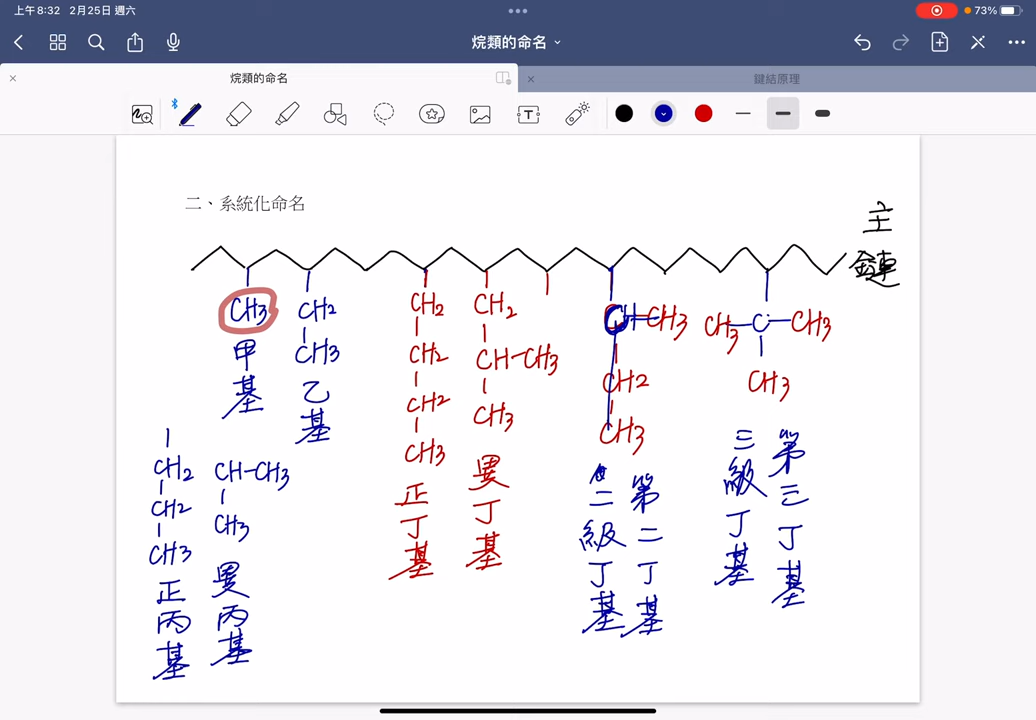 上午8:32 2月25日 週六
73%
烷類的命名
烷類的命名
鍵結原理
二、系統化命名
主鏈
CH3
甲基
CH2
CH3
乙基
CH2
CH2
CH2
CH3
正丁基
CH2
CH-CH3
CH3
異丁基
CH-CH3
CH2
CH3
二級丁基
第二丁基
CH3-C-CH3
CH3
三級丁基
第三丁基
CH2
CH2
CH3
正丙基
CH-CH3
CH3
異丙基